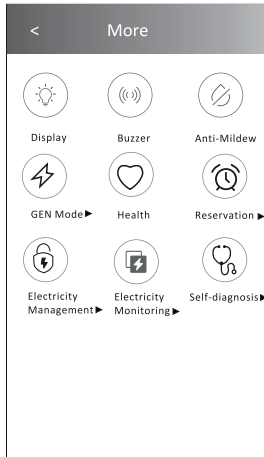 < More
Display Buzzer Anti-Mildew
GEN Mode▶ Health Reservation▶
Electricity Electricity Self-diagnosis▶
Management▶ Monitoring▶